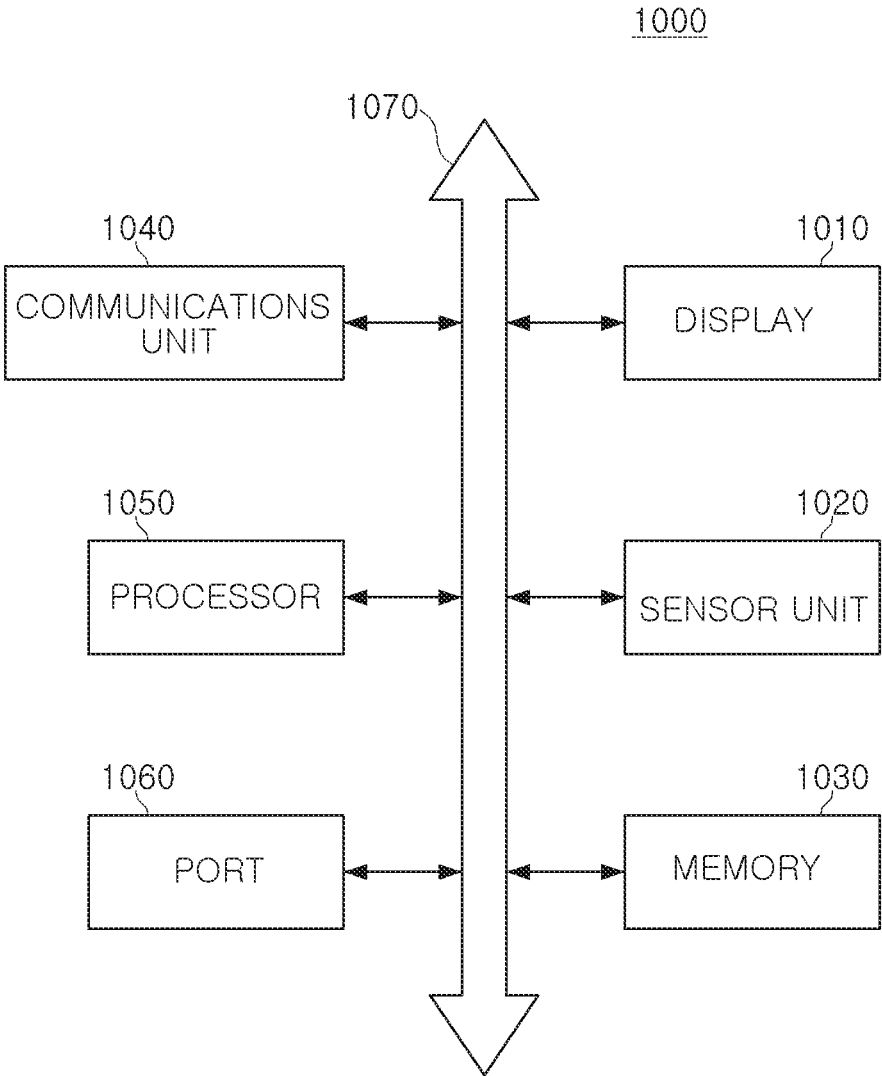 1000
1070
1040
COMMUNICATIONS
UNIT
1010
DISPLAY
1050
PROCESSOR
1020
SENSOR UNIT
1060
PORT
1030
MEMORY